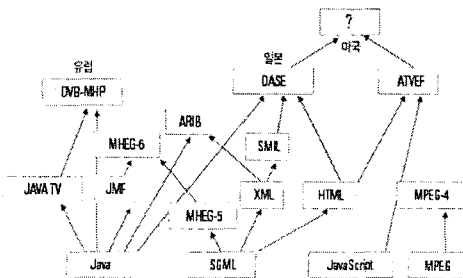 ?
미국
유럽
일본
DVB-MHP
DASE
ATVEF
ARIB
MHEG-6
SMIL
JAVA TV
JMF
XML
HTML
MPEG-4
MHEG-5
Java
SGML
JavaScript
MPEG